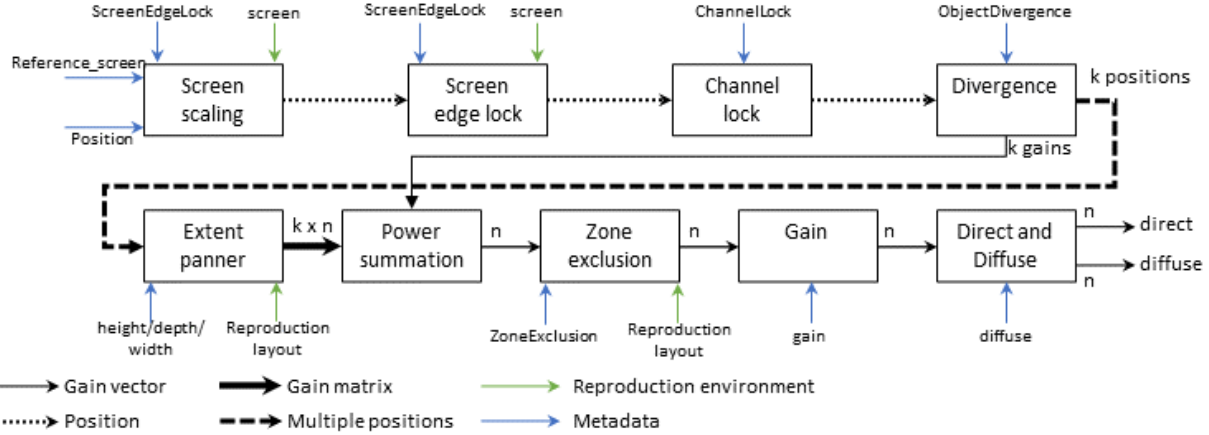 ScreenEdgeLock
screen
ScreenEdgeLock
screen
ChannelLock
ObjectDivergence
Reference_screen
Position
Screen
scaling
Screen
edge lock
Channel
lock
Divergence
k positions
k gains
Extent
panner
k x n
Power
summation
n
Zone
exclusion
n
Gain
n
Direct and
Diffuse
n
direct
diffuse
n
height/depth/
width
Reproduction
layout
ZoneExclusion
Reproduction
layout
gain
diffuse
Gain vector
Gain matrix
Reproduction environment
Position
Multiple positions
Metadata